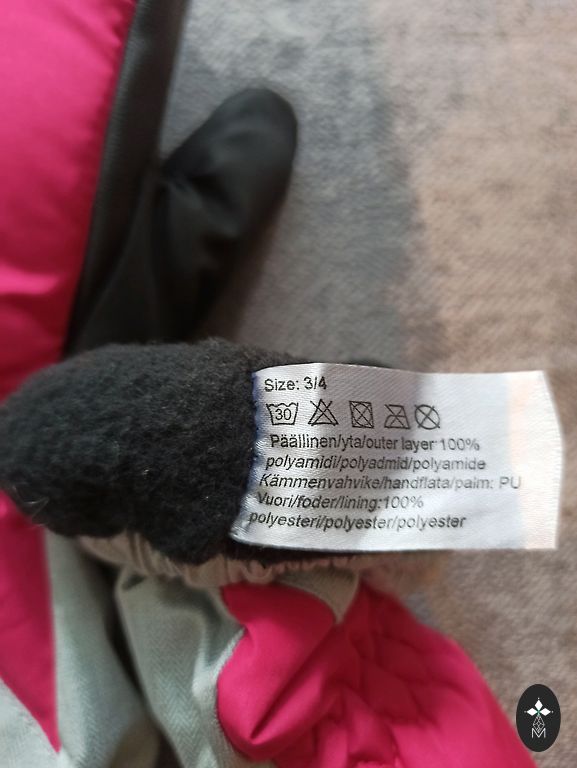 Size: 3/4
30
Päällinen/yta/outer layer 100%
polyamidi/polyadmid/polyamide
Kämmenvahvike/handflata/palm: PU
Vuori/foder/lining:100%
polyesteri/polyester/polyester
M